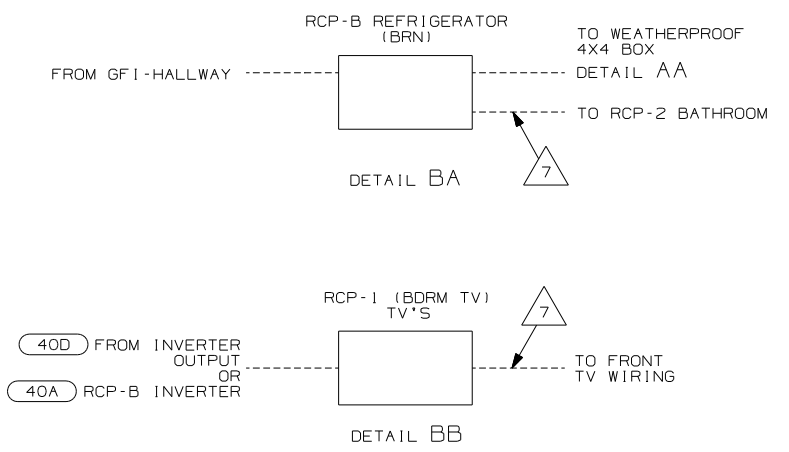 RCP-B REFRIGERATOR
(BRN)
FROM GFI-HALLWAY
TO WEATHERPROOF
4X4 BOX
DETAIL AA
TO RCP-2 BATHROOM
7
DETAIL BA
RCP-1 (BDRM TV)
TV'S
7
40D FROM INVERTER
OUTPUT
OR
40A RCP-B INVERTER
TO FRONT
TV WIRING
DETAIL BB